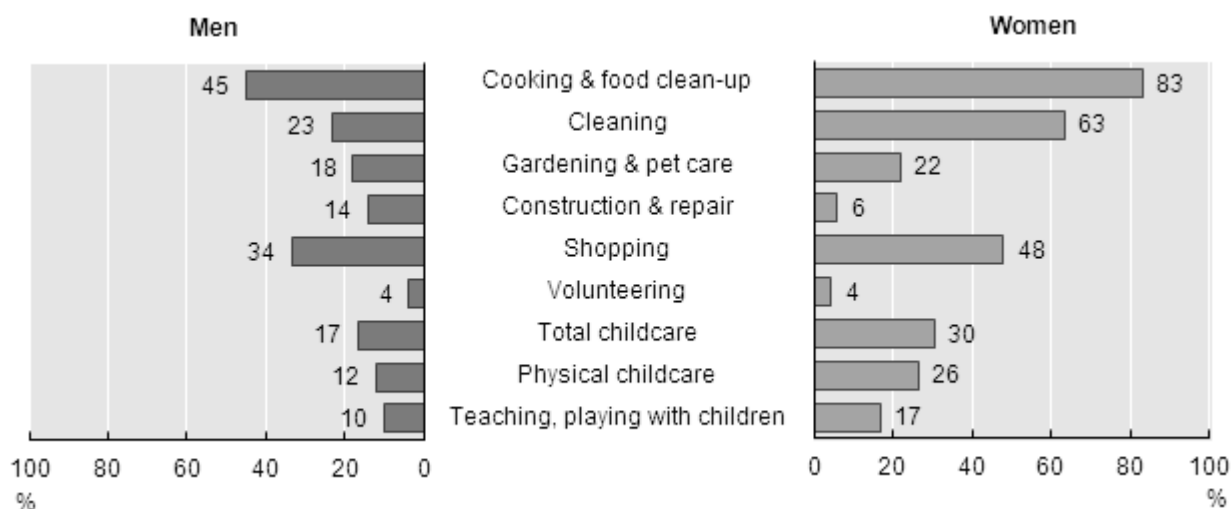 Men Women
45 Cooking & food clean-up 83
23 Cleaning 63
18 Gardening & pet care 22
14 Construction & repair 6
34 Shopping 48
4 Volunteering 4
17 Total childcare 30
12 Physical childcare 26
10 Teaching, playing with children 17
100 80 60 40 20 0 0 20 40 60 80 100
% %